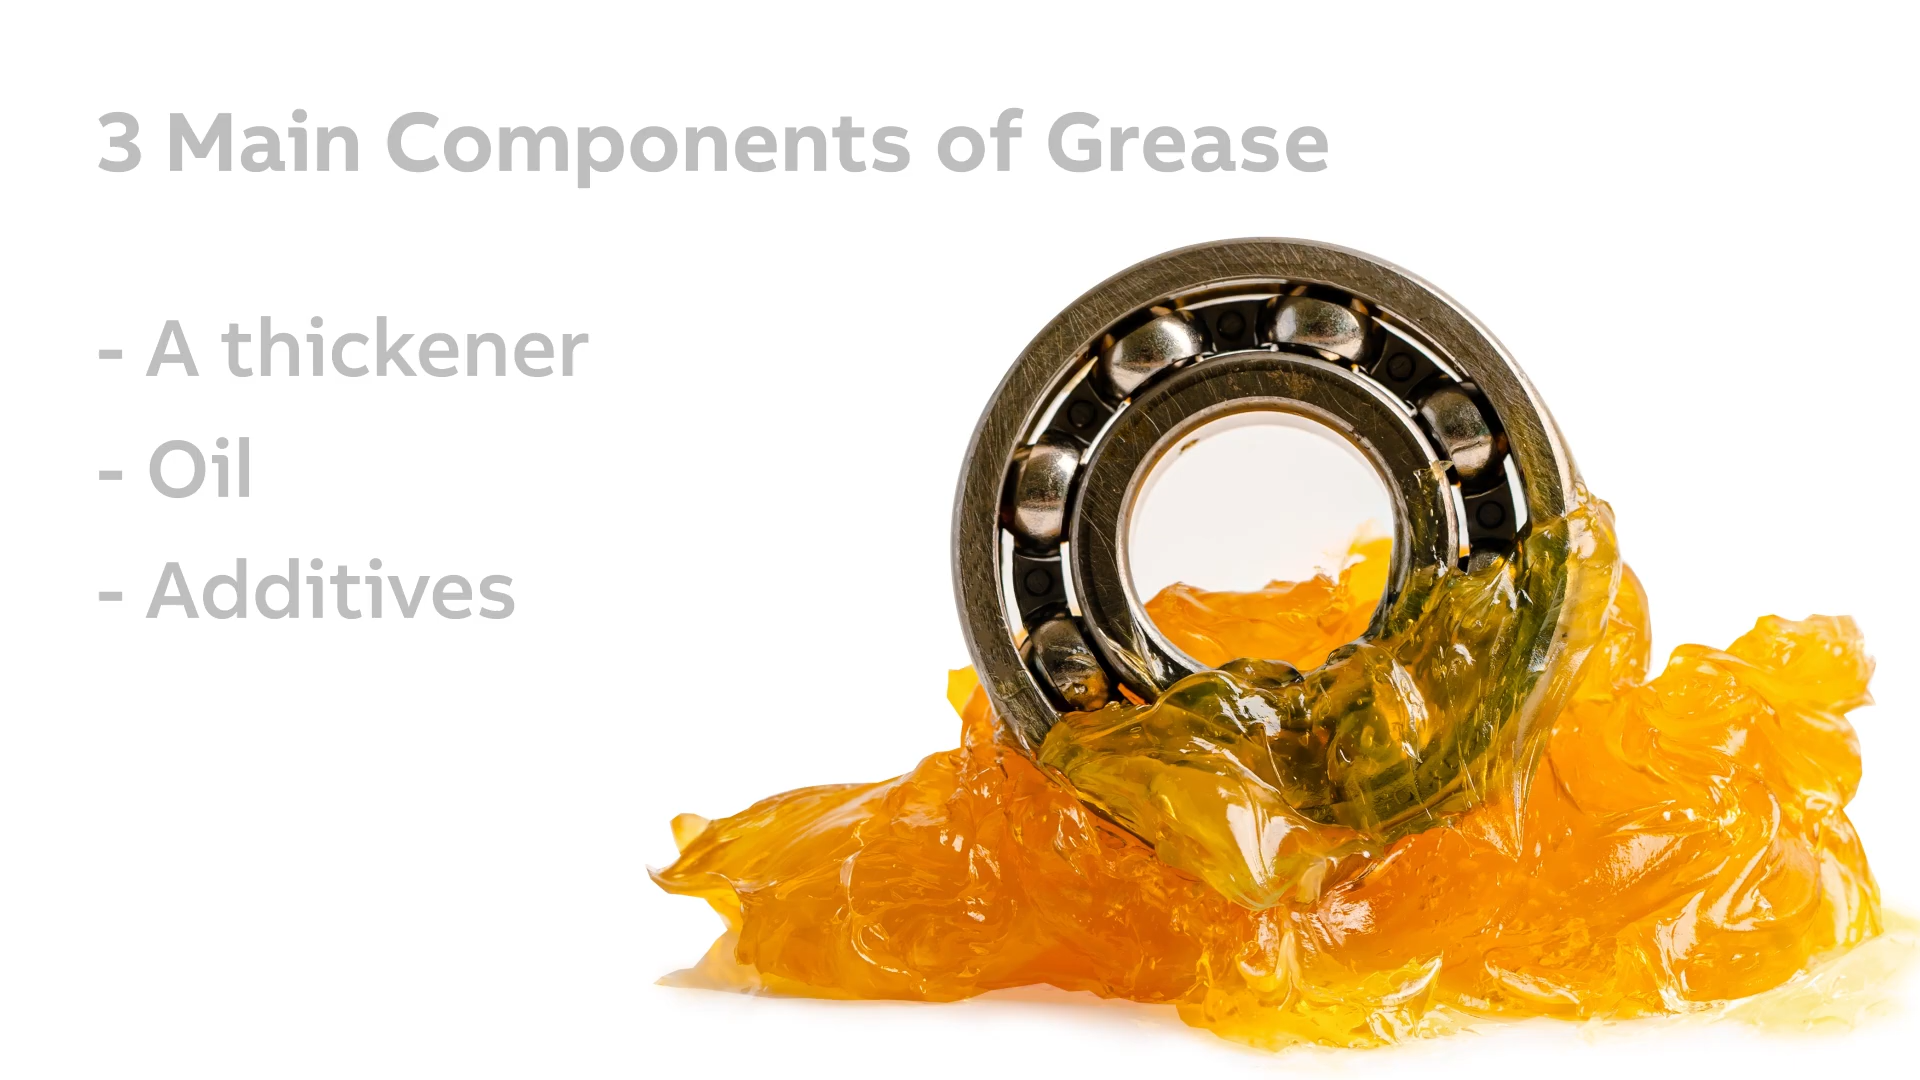 3 Main Components of Grease
- A thickener
- Oil
- Additives